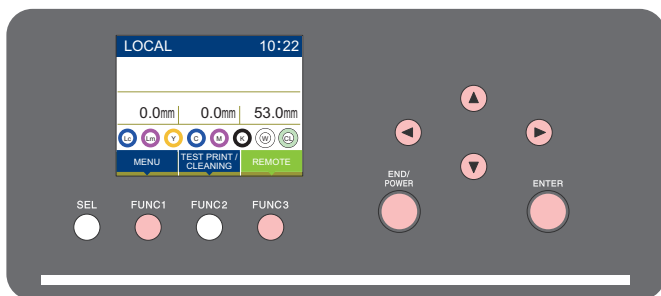 LOCAL 10:22
0.0mm 0.0mm 53.0mm
Lc Lm Y C M K W CL
MENU TEST PRINT / CLEANING REMOTE
END/
POWER
ENTER
SEL FUNC1 FUNC2 FUNC3